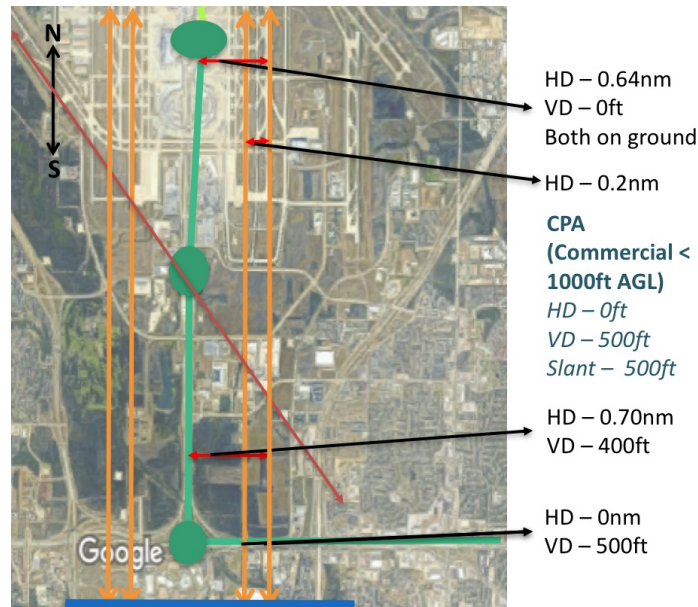 N
S
HD – 0.64nm
VD – 0ft
Both on ground
HD – 0.2nm
CPA
(Commercial <
1000ft AGL)
HD – 0ft
VD – 500ft
Slant – 500ft
HD – 0.70nm
VD – 400ft
HD – 0nm
VD – 500ft
Google